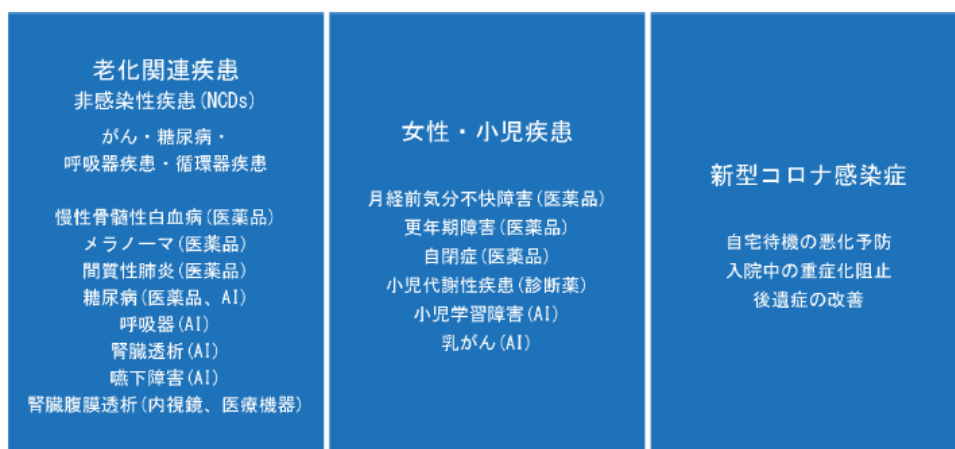 老化関連疾患
非感染性疾患(NCDs)
がん・糖尿病・
呼吸器疾患・循環器疾患
慢性骨髄性白血病(医薬品)
メラノーマ(医薬品)
間質性肺炎(医薬品)
糖尿病(医薬品、AI)
呼吸器(AI)
腎臓透析(AI)
嚥下障害(AI)
腎臓腹膜透析(内視鏡、医療機器)
女性・小児疾患
月経前気分不快障害(医薬品)
更年期障害(医薬品)
自閉症(医薬品)
小児代謝性疾患(診断薬)
小児学習障害(AI)
乳がん(AI)
新型コロナ感染症
自宅待機の悪化予防
入院中の重症化阻止
後遺症の改善